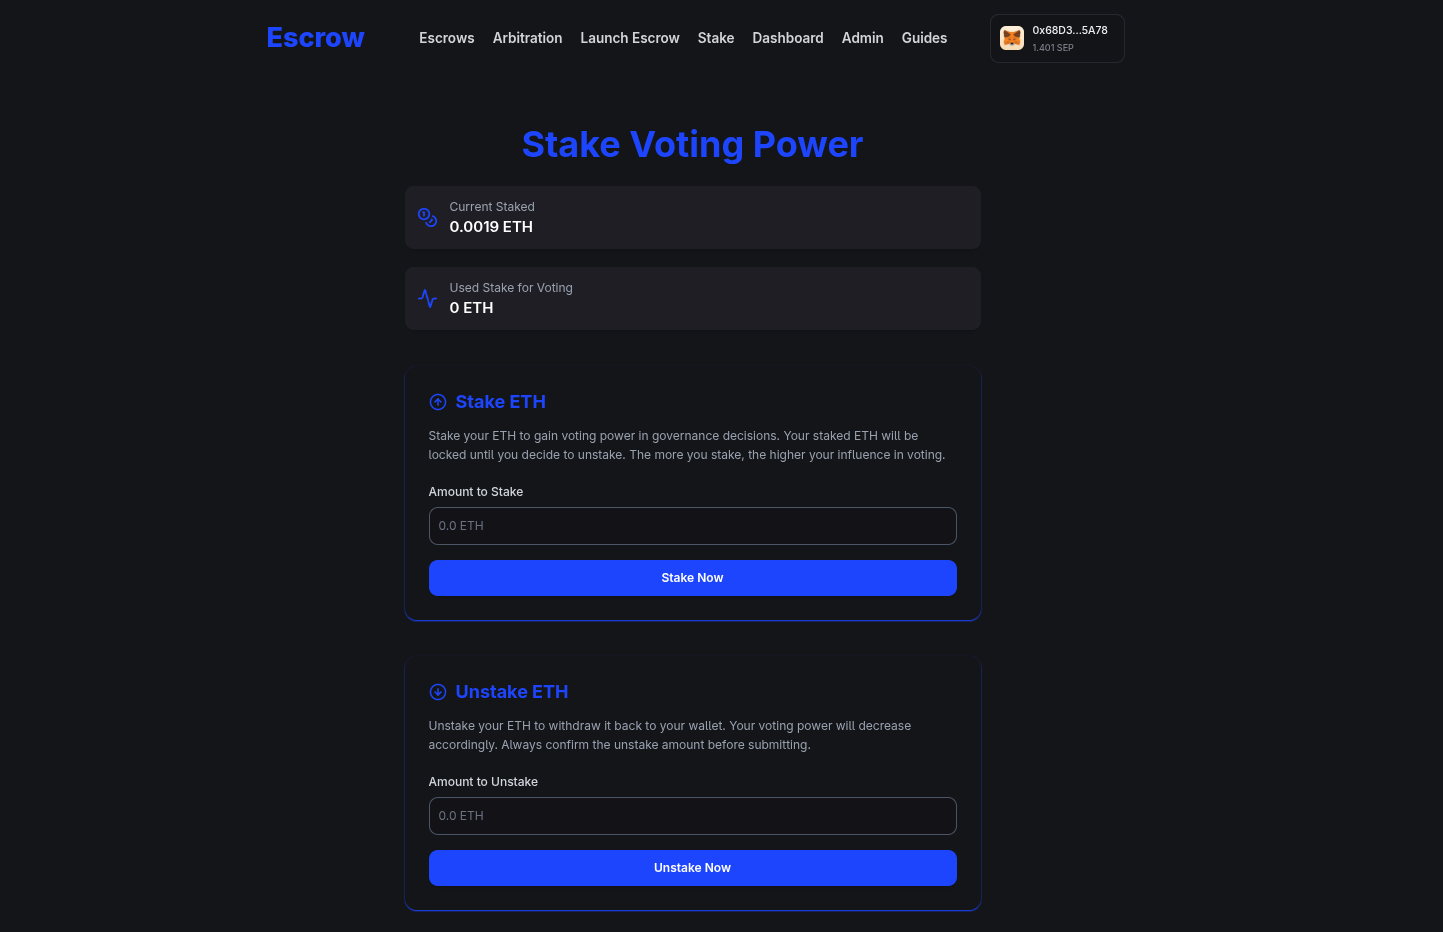 Escrow
Escrows Arbitration Launch Escrow Stake Dashboard Admin Guides
0x68D3...5A78
1.401 SEP
Stake Voting Power
Current Staked
0.0019 ETH
Used Stake for Voting
0 ETH
Stake ETH
Stake your ETH to gain voting power in governance decisions. Your staked ETH will be
locked until you decide to unstake. The more you stake, the higher your influence in voting.
Amount to Stake
0.0 ETH
Stake Now
Unstake ETH
Unstake your ETH to withdraw it back to your wallet. Your voting power will decrease
accordingly. Always confirm the unstake amount before submitting.
Amount to Unstake
0.0 ETH
Unstake Now